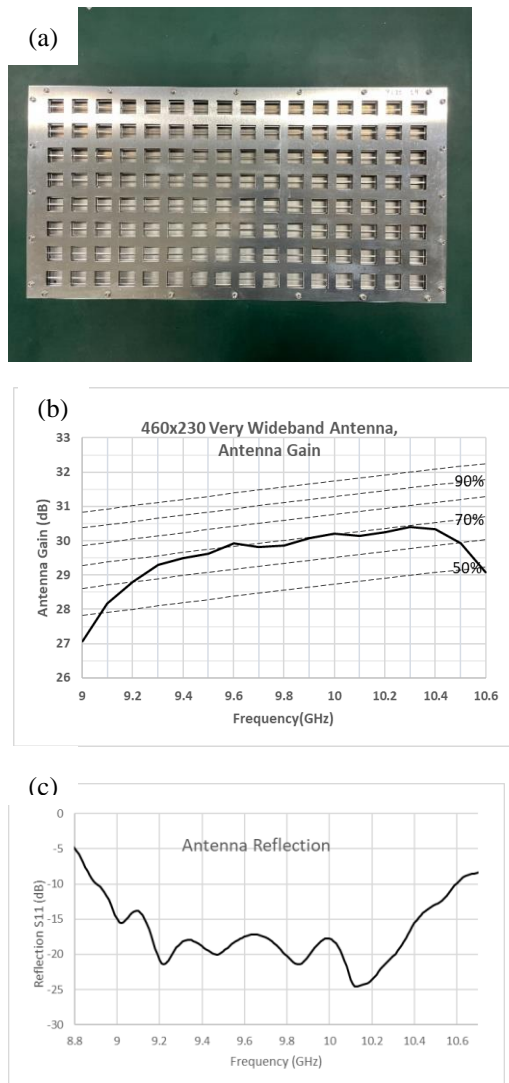 (a)
(b)
460x230 Very Wideband Antenna,
Antenna Gain
33
32
31
30
29
28
27
26
90%
70%
50%
Antenna Gain (dB)
9 9.2 9.4 9.6 9.8 10 10.2 10.4 10.6
Frequency(GHz)
(c)
Antenna Reflection
0
-5
-10
-15
-20
-25
-30
Reflection S11 (dB)
8.8 9 9.2 9.4 9.6 9.8 10 10.2 10.4 10.6
Frequency (GHz)